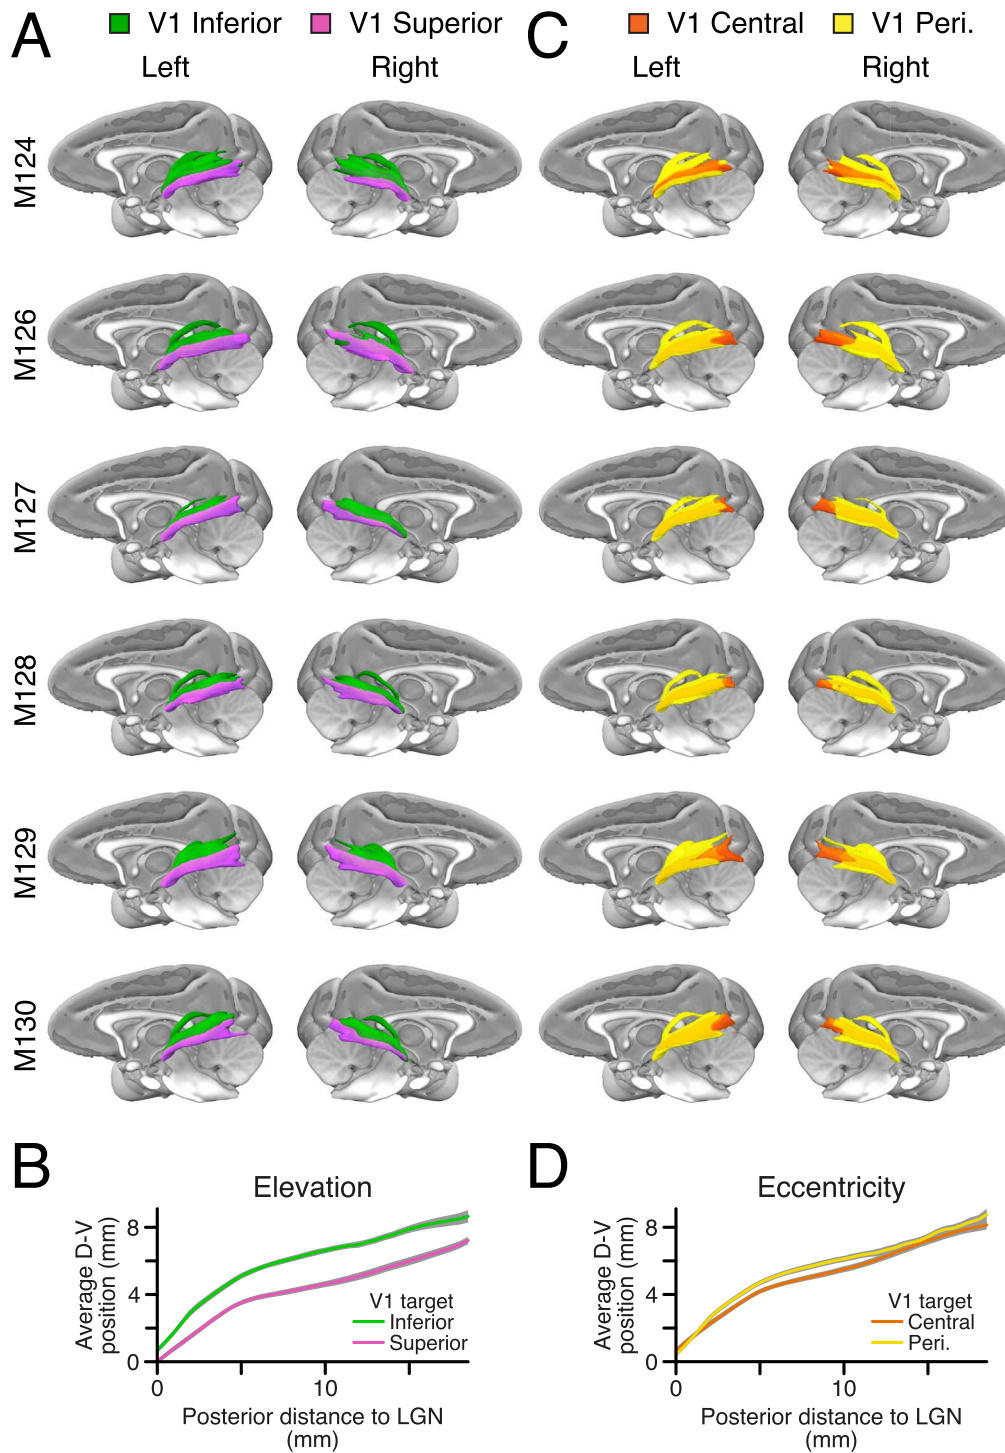 A
V1 Inferior V1 Superior
Left Right
C
V1 Central V1 Peri.
Left Right
M124
M126
M127
M128
M129
M130
B
Elevation
Average D-V
position (mm)
8
4
0
0 10
V1 target
Inferior
Superior
Posterior distance to LGN
(mm)
D
Eccentricity
Average D-V
position (mm)
8
4
0
0 10
V1 target
Central
Peri.
Posterior distance to LGN
(mm)